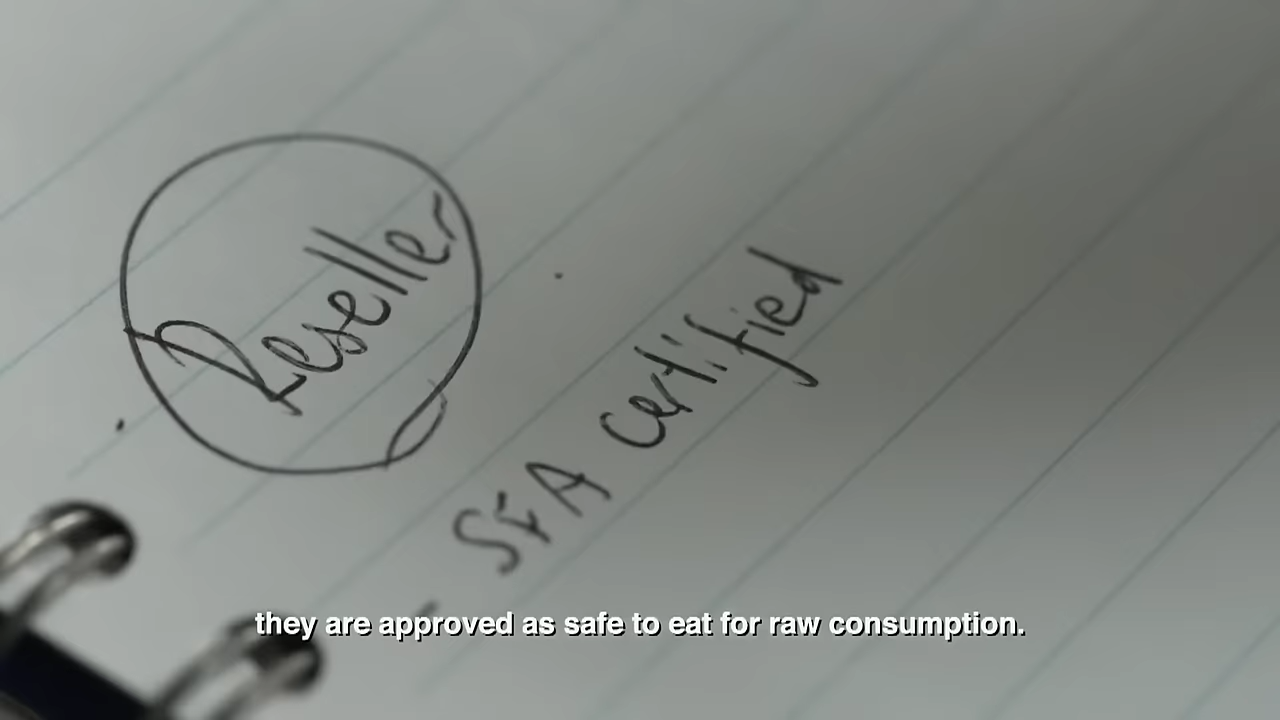 Reseller
- SFA certified
they are approved as safe to eat for raw consumption.